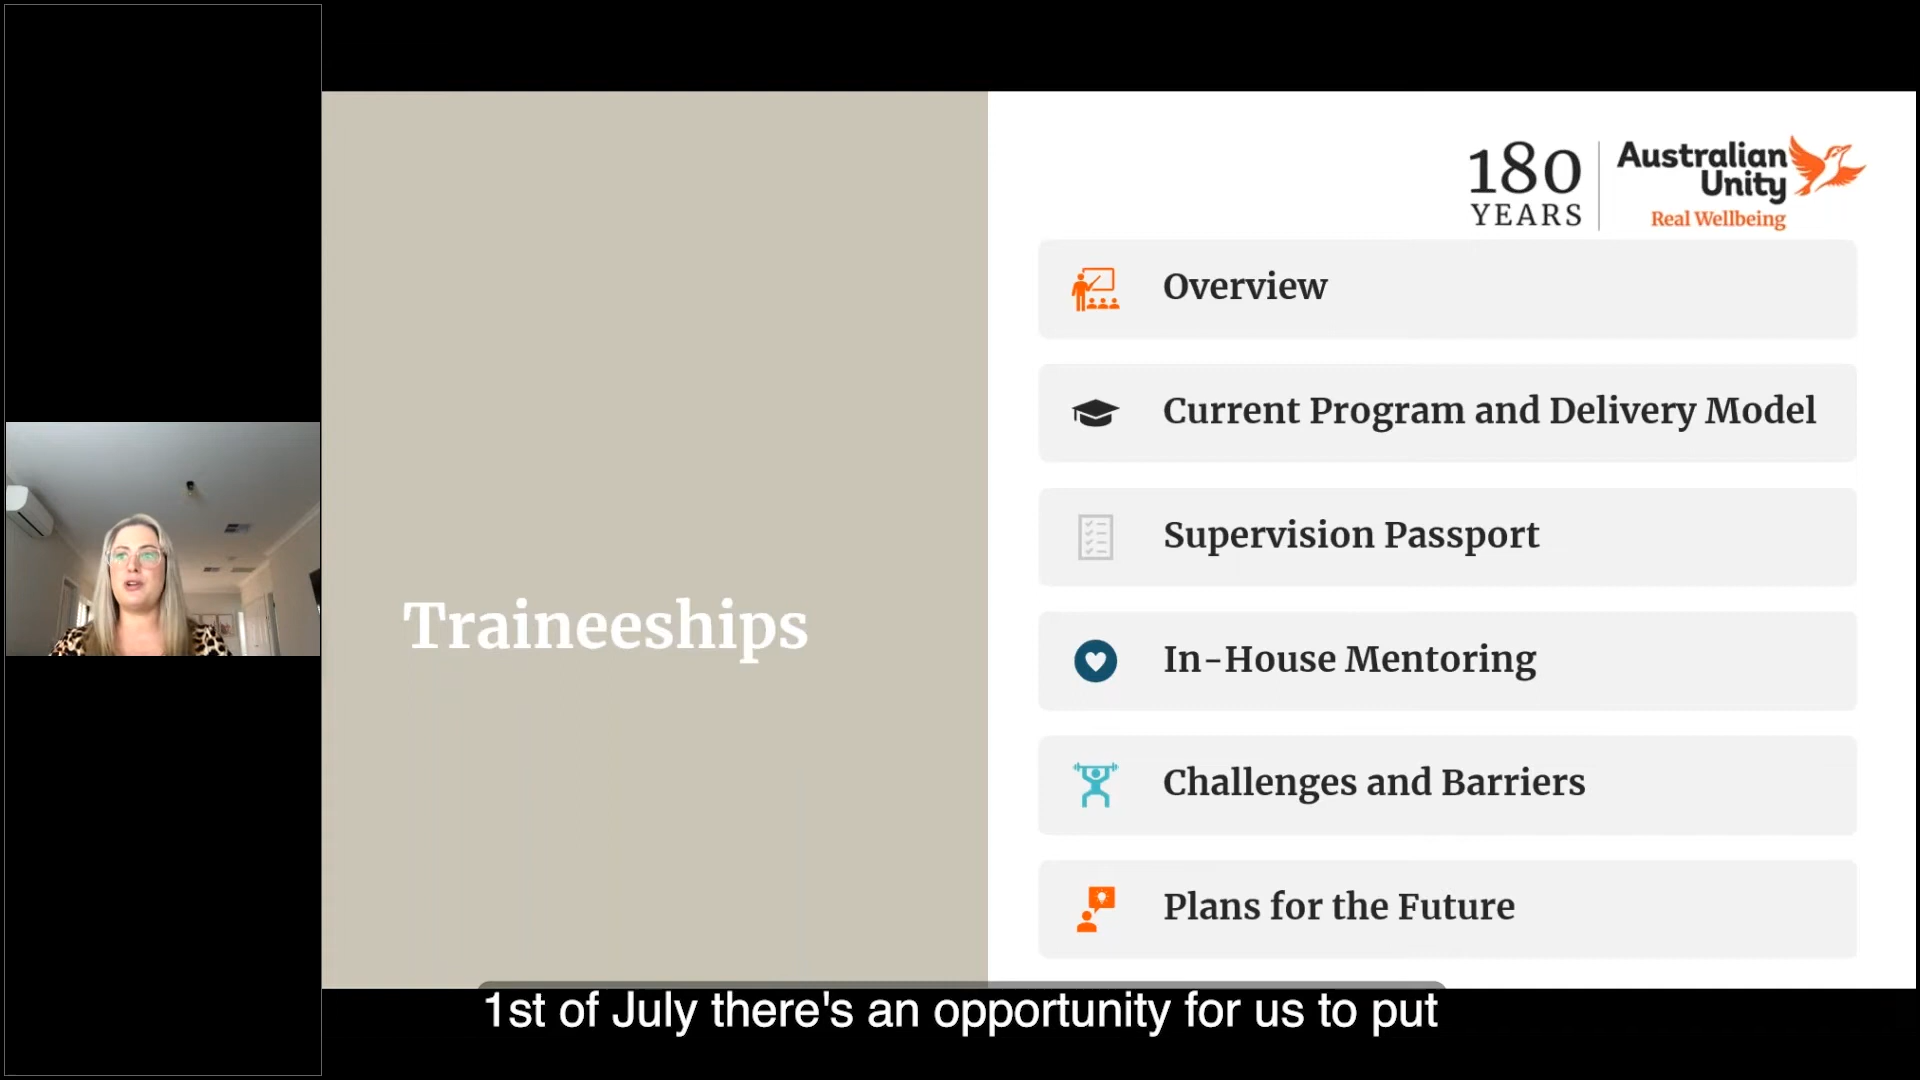 180
YEARS
Australian
Unity
Real Wellbeing
Traineeships
Overview
Current Program and Delivery Model
Supervision Passport
In-House Mentoring
Challenges and Barriers
Plans for the Future
1st of July there's an opportunity for us to put